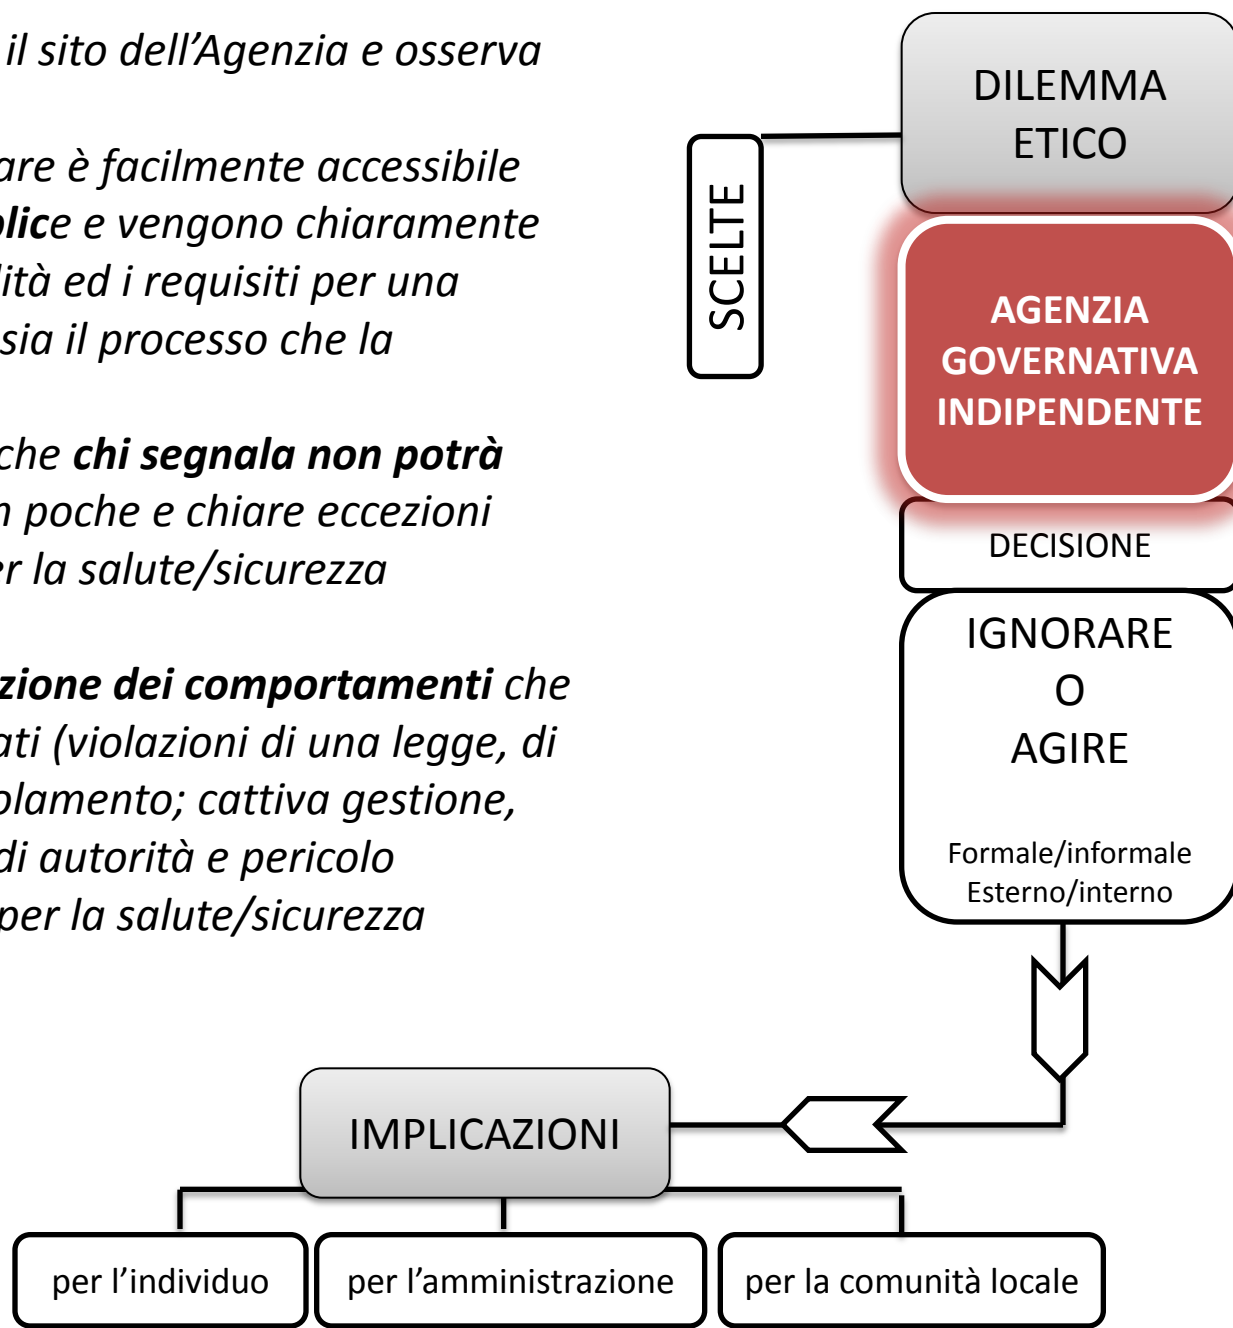 il sito dell’Agenzia e osserva
are è facilmente accessibile
plice e vengono chiaramente
lità ed i requisiti per una
sia il processo che la
che chi segnala non potrà
n poche e chiare eccezioni
er la salute/sicurezza
zione dei comportamenti che
ati (violazioni di una legge, di
olamento; cattiva gestione,
di autorità e pericolo
per la salute/sicurezza
DILEMMA
ETICO
SCELTE
AGENZIA
GOVERNATIVA
INDIPENDENTE
DECISIONE
IGNORARE
O
AGIRE
Formale/informale
Esterno/interno
IMPLICAZIONI
per l’individuo
per l’amministrazione
per la comunità locale